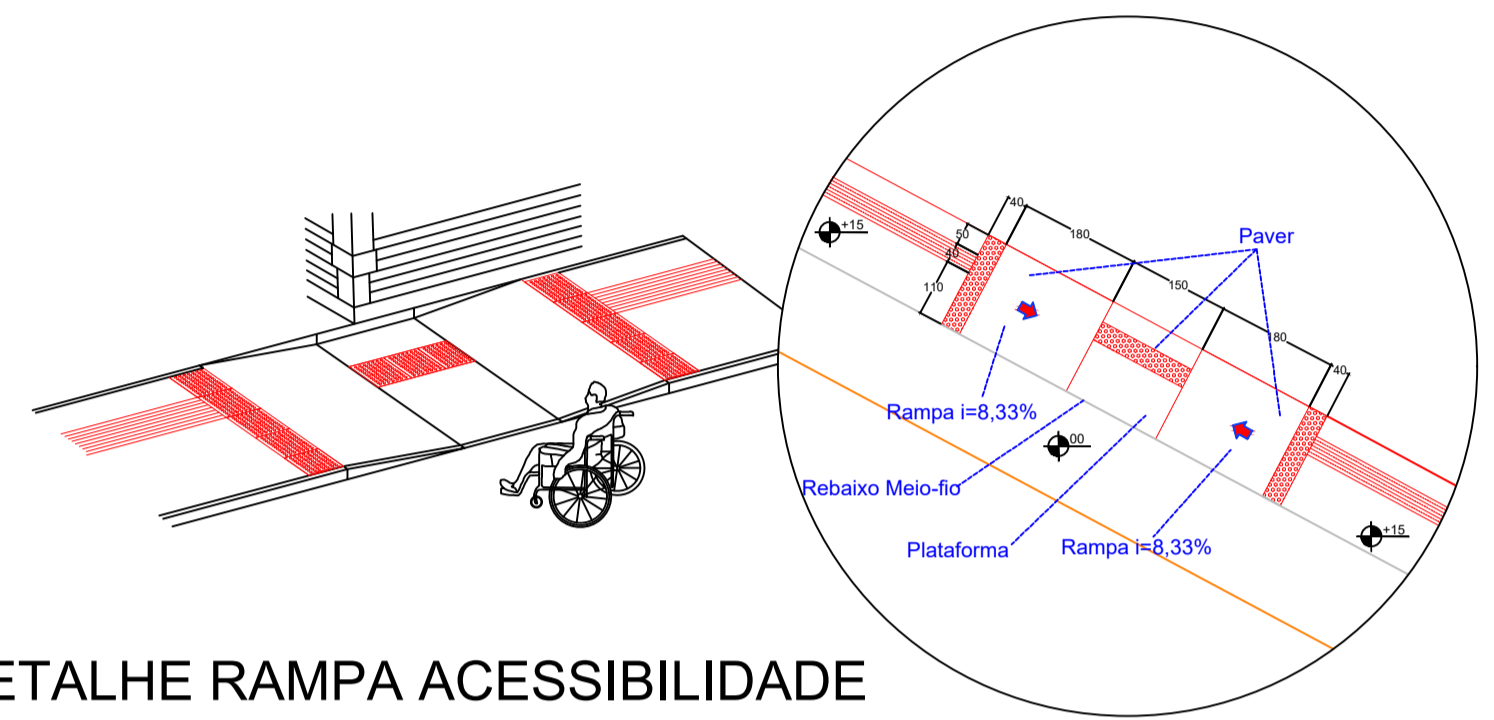 40
50
180
Paver
+15
40
150
110
80
40
Rampa i=8,33%
00
Rebaixo Meio-fio
Plataforma
Rampa i=8,33%
+15
ETALHE RAMPA ACESSIBILIDADE